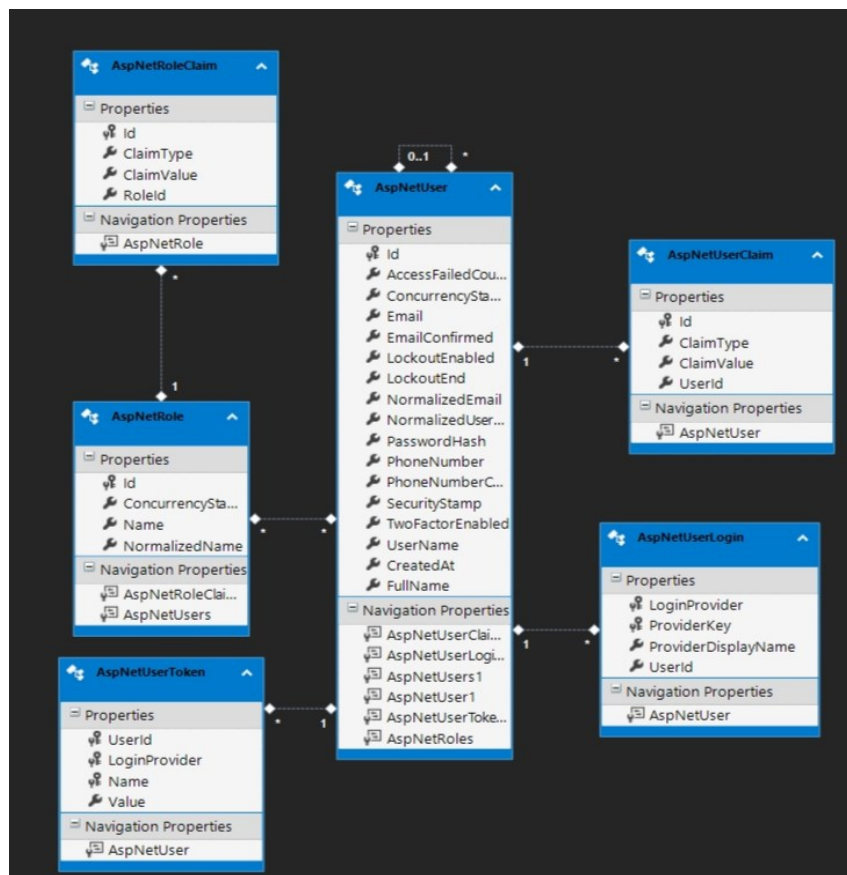 AspNetRoleClaim
Properties
Id
ClaimType
ClaimValue
RoleId
Navigation Properties
AspNetRole
*
1
AspNetRole
Properties
Id
ConcurrencySta...
Name
NormalizedName
Navigation Properties
AspNetRoleClai...
AspNetUsers
*
*
AspNetUserToken
Properties
UserId
LoginProvider
Name
Value
Navigation Properties
AspNetUser
*
1
0..1
*
AspNetUser
Properties
Id
AccessFailedCou...
ConcurrencySta...
Email
EmailConfirmed
LockoutEnabled
LockoutEnd
NormalizedEmail
NormalizedUser...
PasswordHash
PhoneNumber
PhoneNumberC...
SecurityStamp
TwoFactorEnabled
UserName
CreatedAt
FullName
Navigation Properties
AspNetUserClai...
AspNetUserLogi...
AspNetUsers1
AspNetUser1
AspNetUserToke...
AspNetRoles
1
*
AspNetUserClaim
Properties
Id
ClaimType
ClaimValue
UserId
Navigation Properties
AspNetUser
1
*
AspNetUserLogin
Properties
LoginProvider
ProviderKey
ProviderDisplayName
UserId
Navigation Properties
AspNetUser